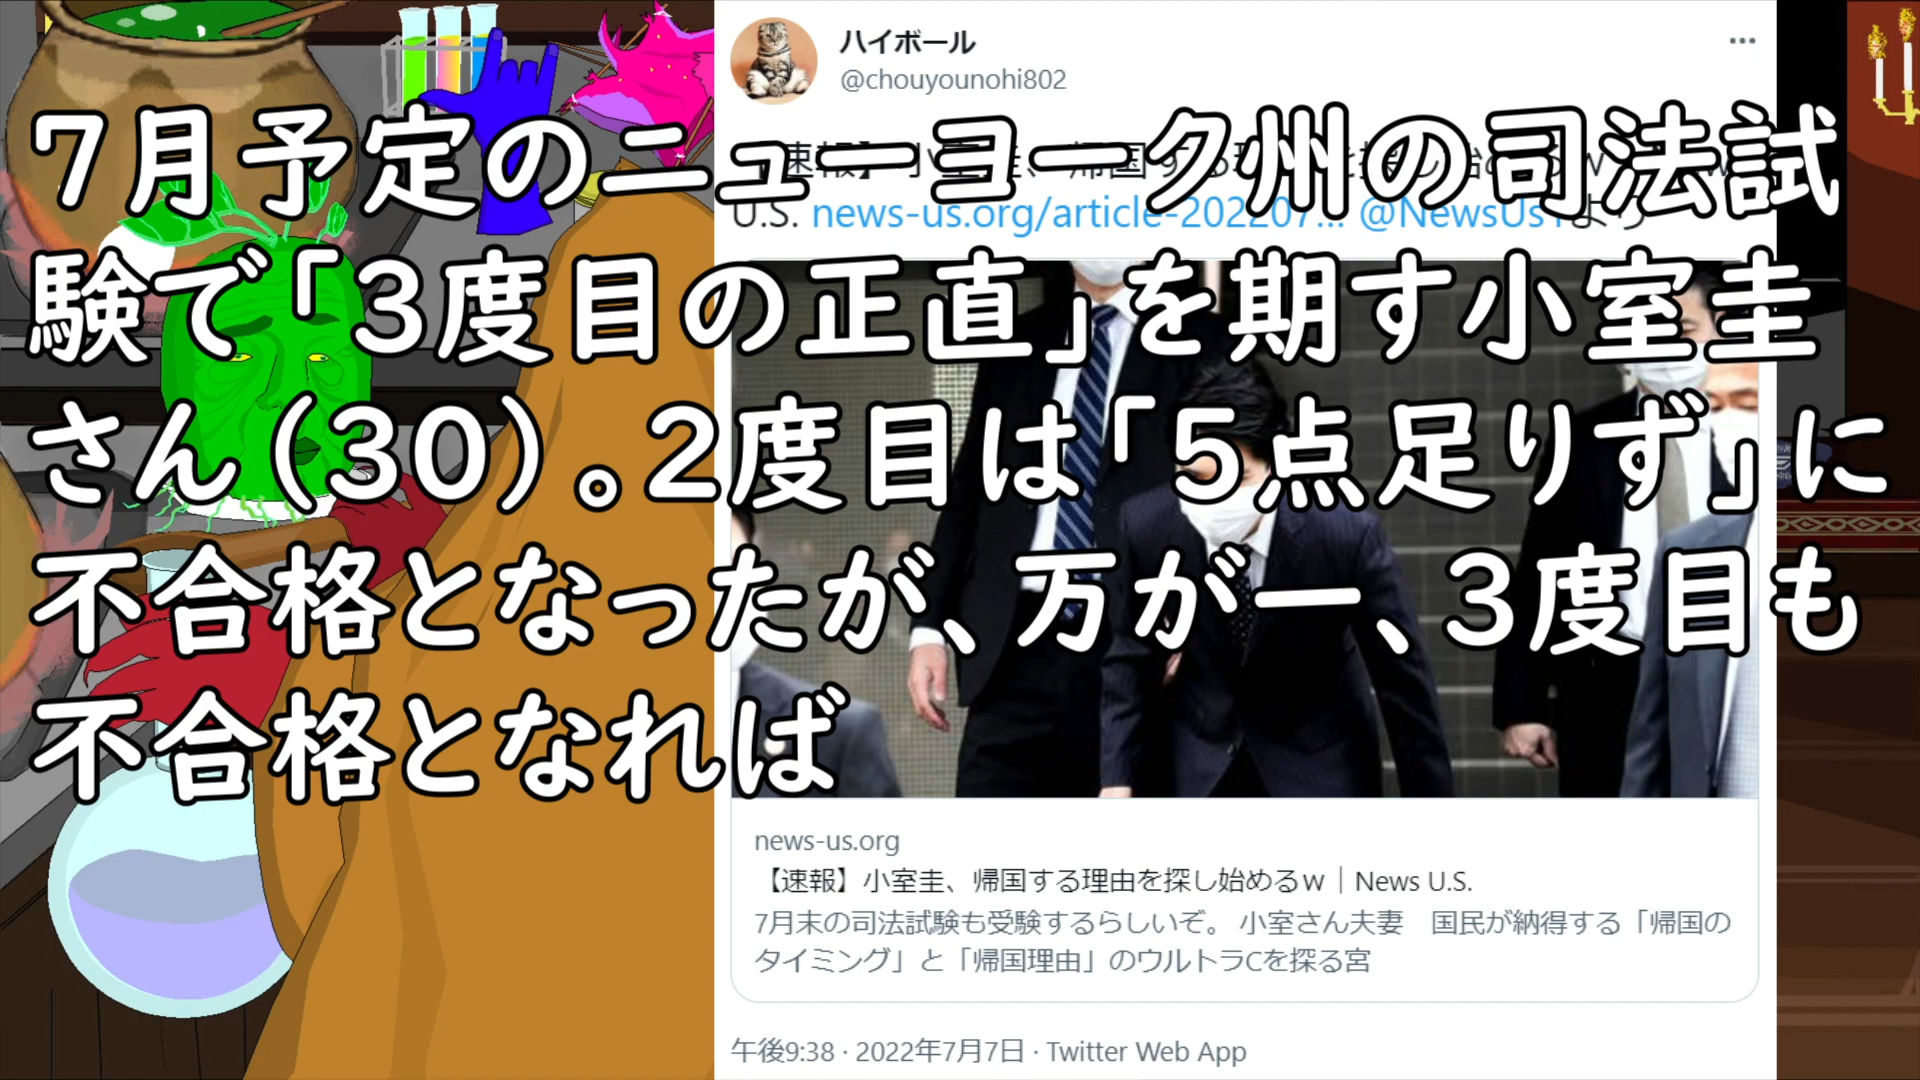 ハイボール
@chouyounohi802
7月予定のニューヨーク州の司法試
験で「3度目の正直」を期す小室圭
さん(30)。2度目は「5点足りず」に
不合格となったが、万が一、3度目も
不合格となれば
U.S. news-us.org/article-202207... @NewsUs1より
news-us.org
【速報】小室圭、帰国する理由を探し始めるw｜News U.S.
7月末の司法試験も受験するらしいぞ。 小室さん夫妻　国民が納得する「帰国の
タイミング」と「帰国理由」のウルトラCを探る宮
午後9:38 · 2022年7月7日 · Twitter Web App